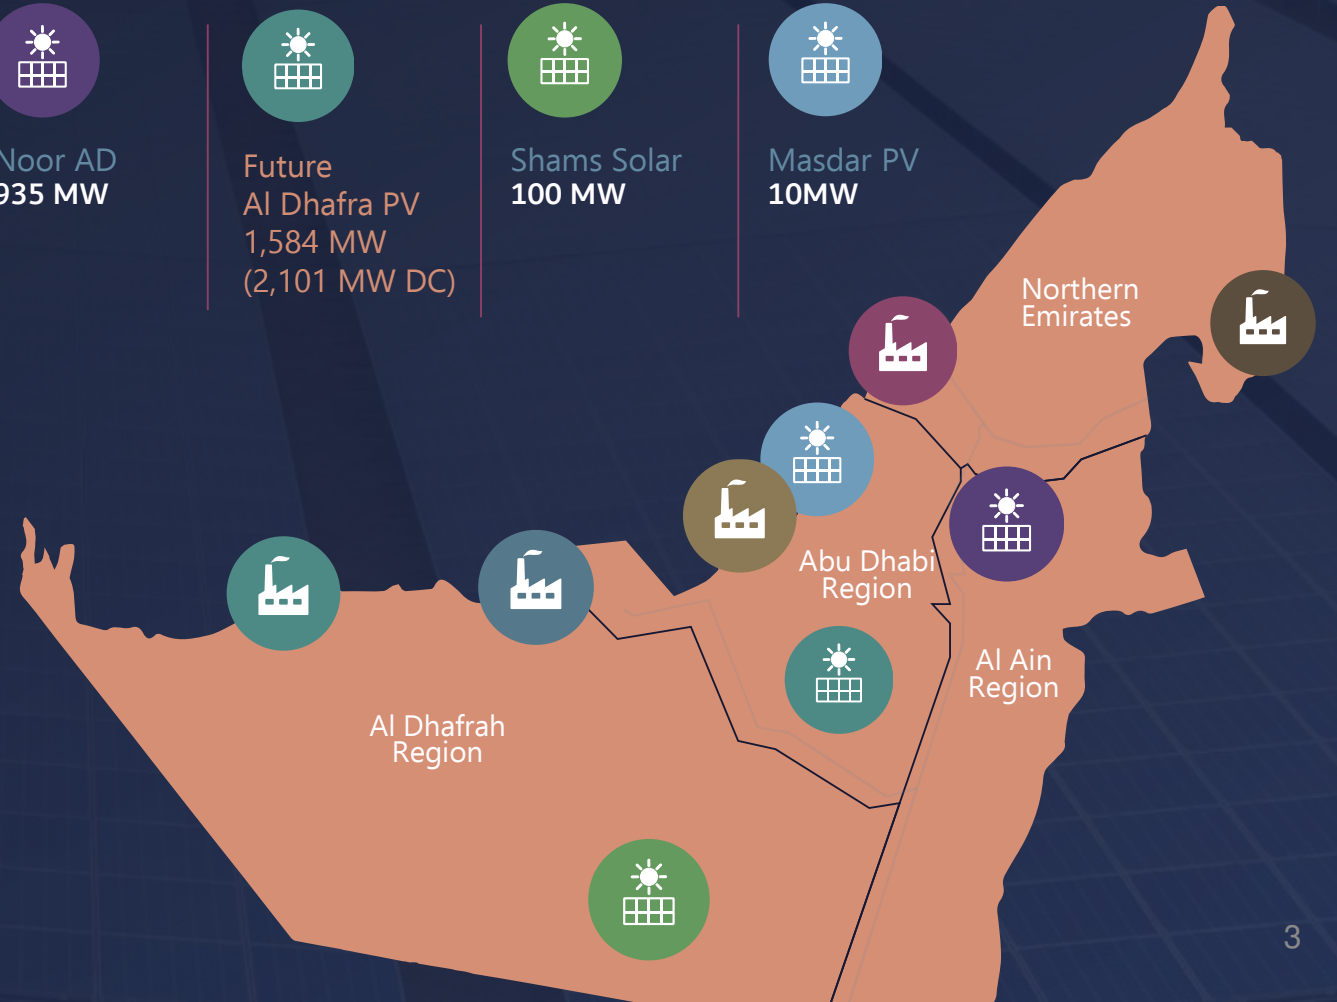 Noor AD
935 MW
Future
Al Dhafra PV
1,584 MW
(2,101 MW DC)
Shams Solar
100 MW
Masdar PV
10MW
Northern
Emirates
Abu Dhabi
Region
Al Ain
Region
Al Dhafrah
Region
3